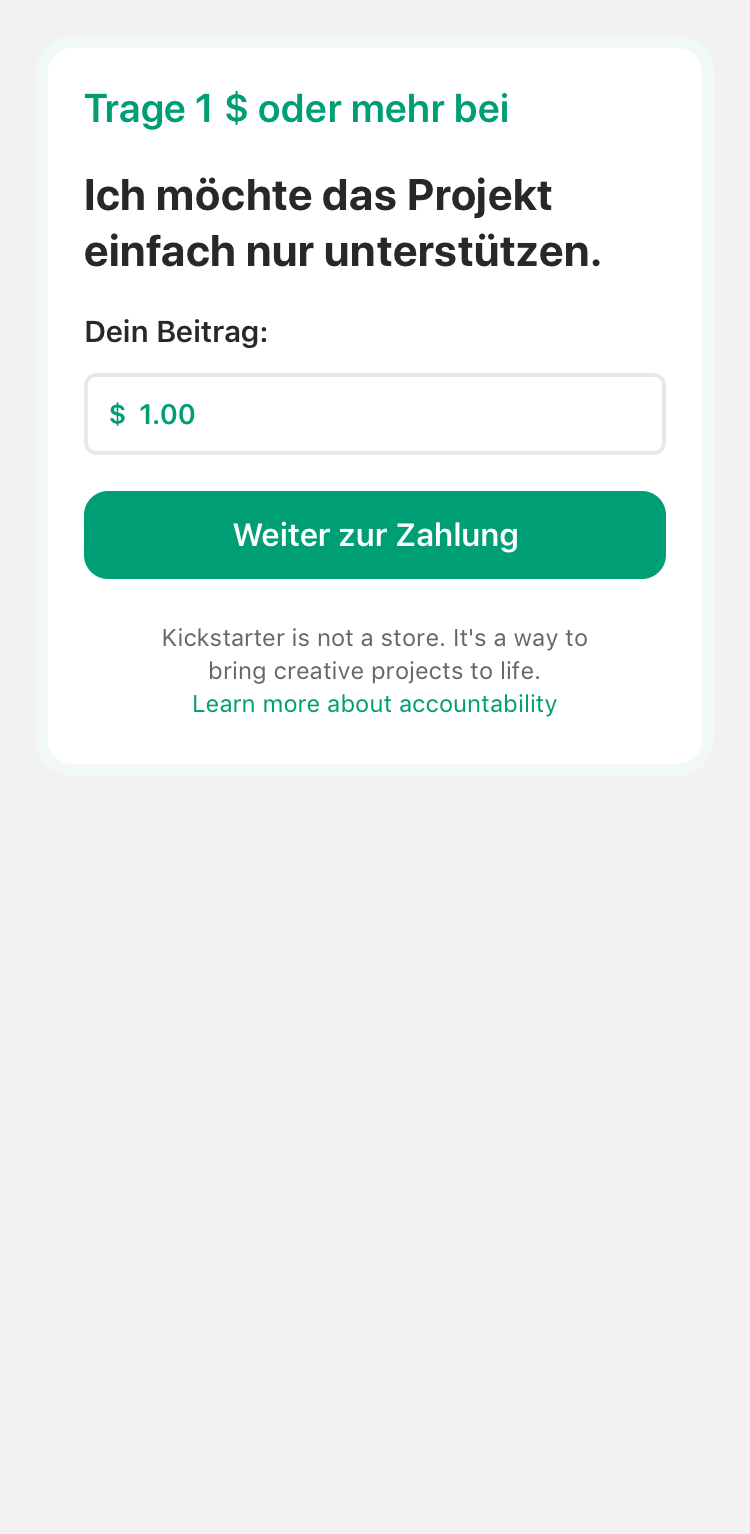 Trage 1 $ oder mehr bei
Ich möchte das Projekt
einfach nur unterstützen.
Dein Beitrag:
$ 1.00
Weiter zur Zahlung
Kickstarter is not a store. It's a way to
bring creative projects to life.
Learn more about accountability